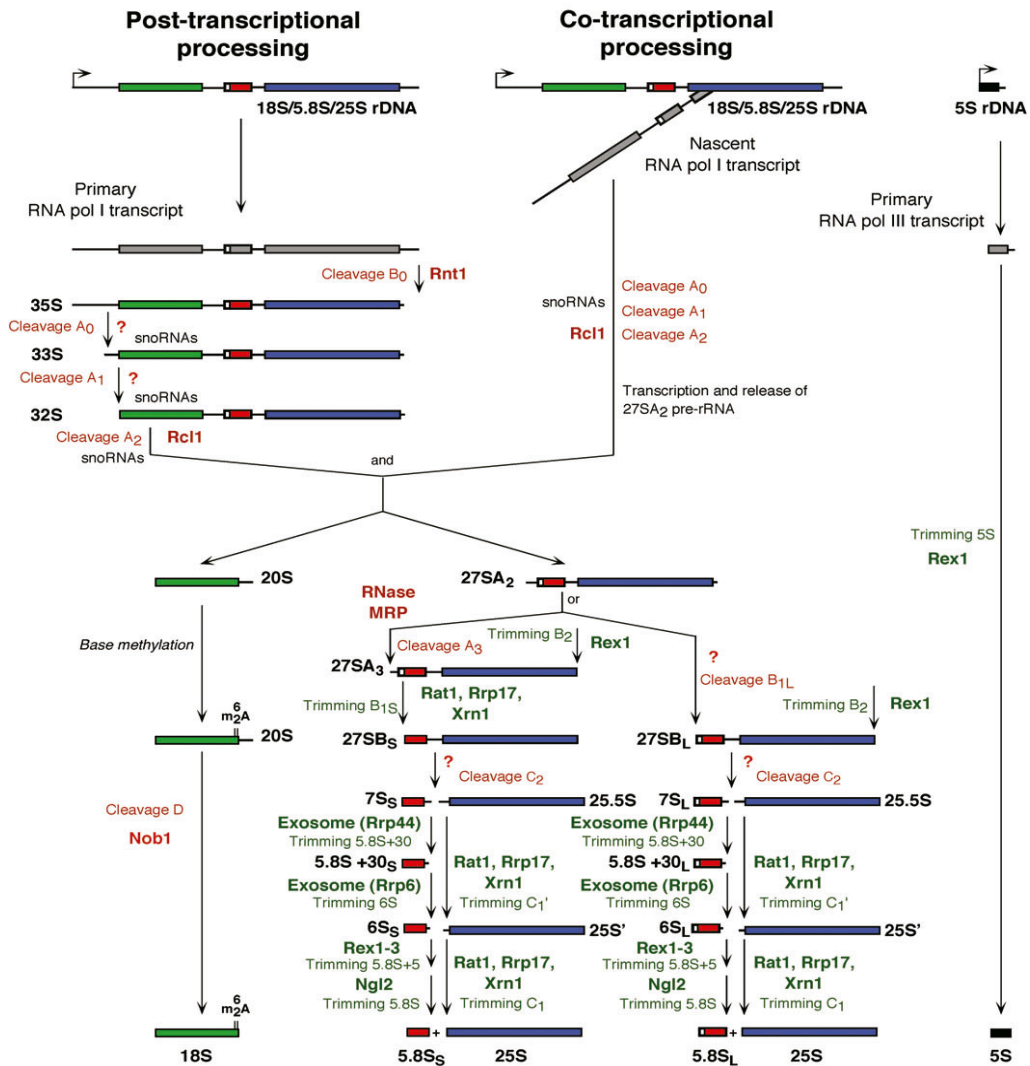 Post-transcriptional
processing
Co-transcriptional
processing
18S/5.8S/25S rDNA
18S/5.8S/25S rDNA
5S rDNA
Nascent
RNA pol I transcript
Primary
RNA pol I transcript
Primary
RNA pol III transcript
Cleavage B0 Rnt1
35S
Cleavage A0 ?
snoRNAs
33S
Cleavage A1 ?
snoRNAs
32S
Cleavage A2 Rcl1
snoRNAs
snoRNAs
Rcl1
Cleavage A0
Cleavage A1
Cleavage A2
Transcription and release of
27SA2 pre-rRNA
and
Trimming 5S
Rex1
20S
27SA2
or
RNase
MRP
Base methylation
Cleavage A3
Trimming B2 Rex1
?
Cleavage B1L
27SA3
Trimming B1S
Rat1, Rrp17,
Xrn1
Trimming B2 Rex1
6
m2A
20S
27SBS
27SBL
?
Cleavage C2
?
Cleavage C2
Cleavage D
Nob1
7SS
25.5S
7SL
25.5S
Exosome (Rrp44)
Trimming 5.8S+30
5.8S +30S
Exosome (Rrp6)
Trimming 6S
Rat1, Rrp17,
Xrn1
Trimming C1'
Exosome (Rrp44)
Trimming 5.8S+30
5.8S +30L
Exosome (Rrp6)
Trimming 6S
Rat1, Rrp17,
Xrn1
Trimming C1'
6SS
25S'
6SL
25S'
Rex1-3
Trimming 5.8S+5
Ngl2
Trimming 5.8S
Rat1, Rrp17,
Xrn1
Trimming C1
Rex1-3
Trimming 5.8S+5
Ngl2
Trimming 5.8S
Rat1, Rrp17,
Xrn1
Trimming C1
6
m2A
+
+
18S
5.8SS
25S
5.8SL
25S
5S